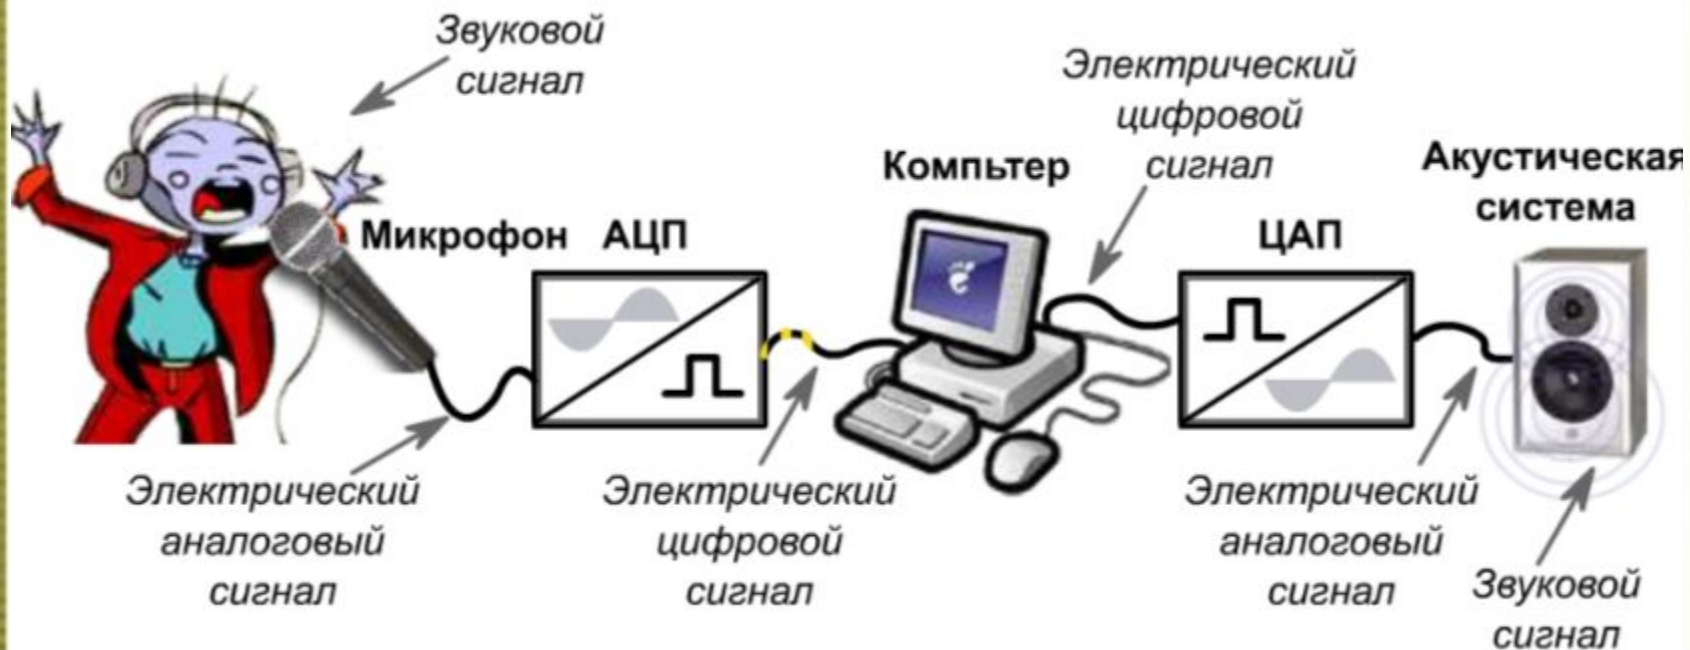 Звуковой
сигнал
Электрический
цифровой
сигнал
Компьтер
Акустическая
система
Микрофон
АЦП
ЦАП
Электрический
аналоговый
сигнал
Электрический
цифровой
сигнал
Электрический
аналоговый
сигнал
Звуковой
сигнал